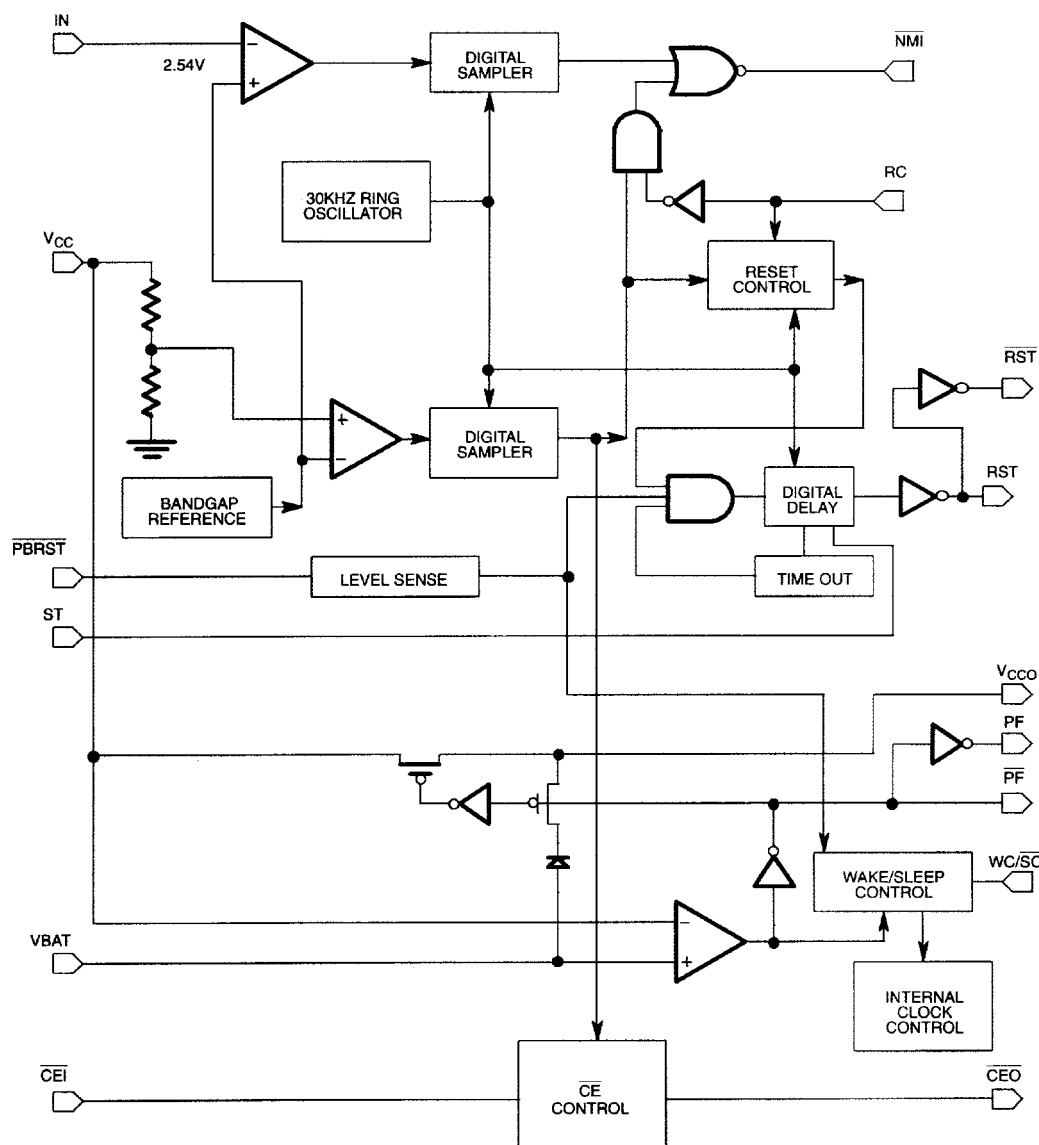 IN
2.54V
−
+
DIGITAL
SAMPLER
NMI
30KHZ RING
OSCILLATOR
RC
VCC
RESET
CONTROL
RST
+
−
DIGITAL
SAMPLER
BANDGAP
REFERENCE
DIGITAL
DELAY
RST
PBRST
LEVEL SENSE
TIME OUT
ST
VCCO
PF
PF
WAKE/SLEEP
CONTROL
WC/SC
VBAT
−
+
INTERNAL
CLOCK
CONTROL
CEI
CE
CONTROL
CEO